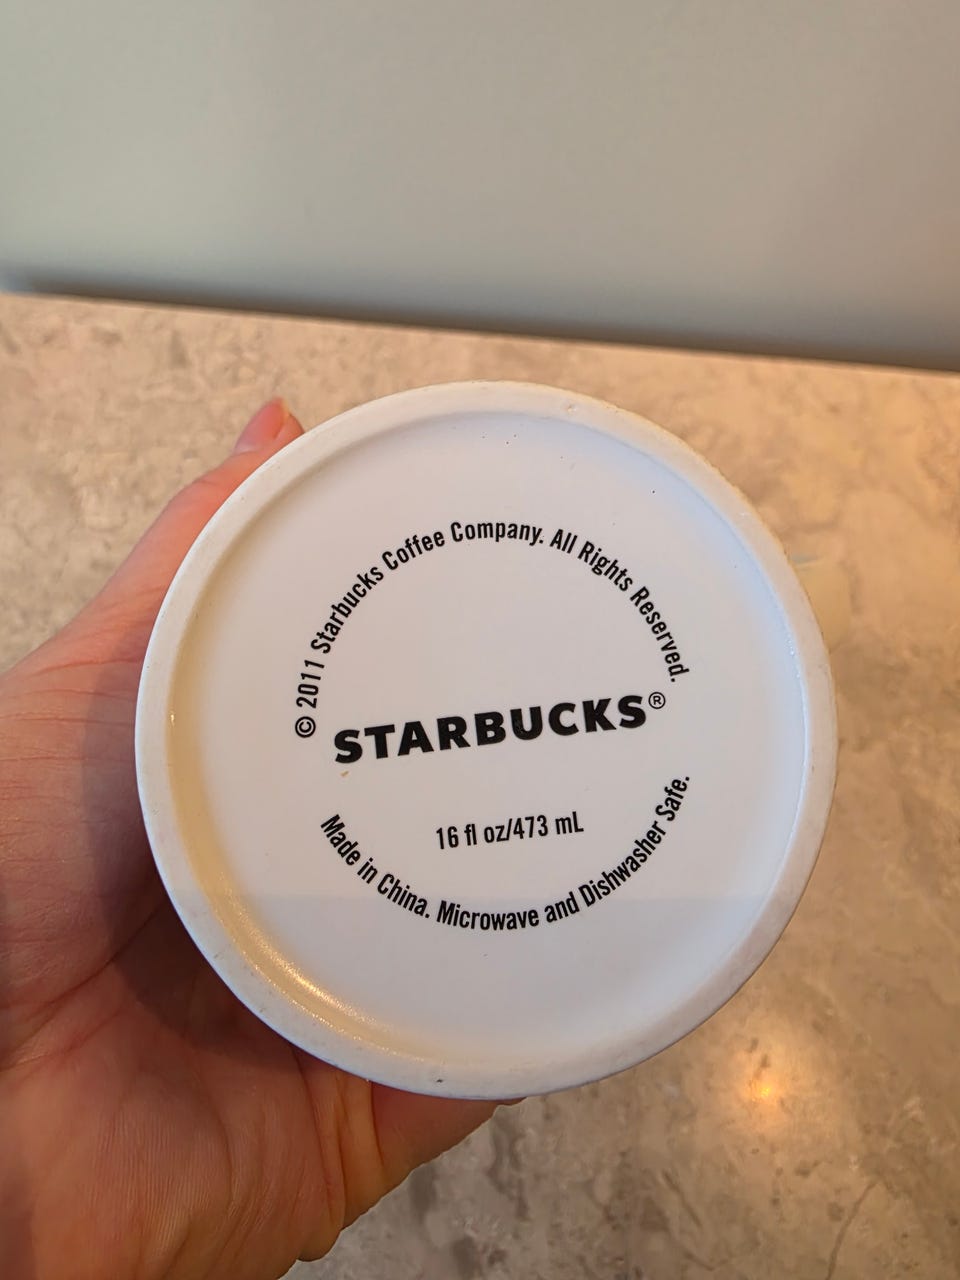 © 2011 Starbucks Coffee Company. All Rights Reserved.
STARBUCKS®
16 fl oz/473 mL
Made in China. Microwave and Dishwasher Safe.